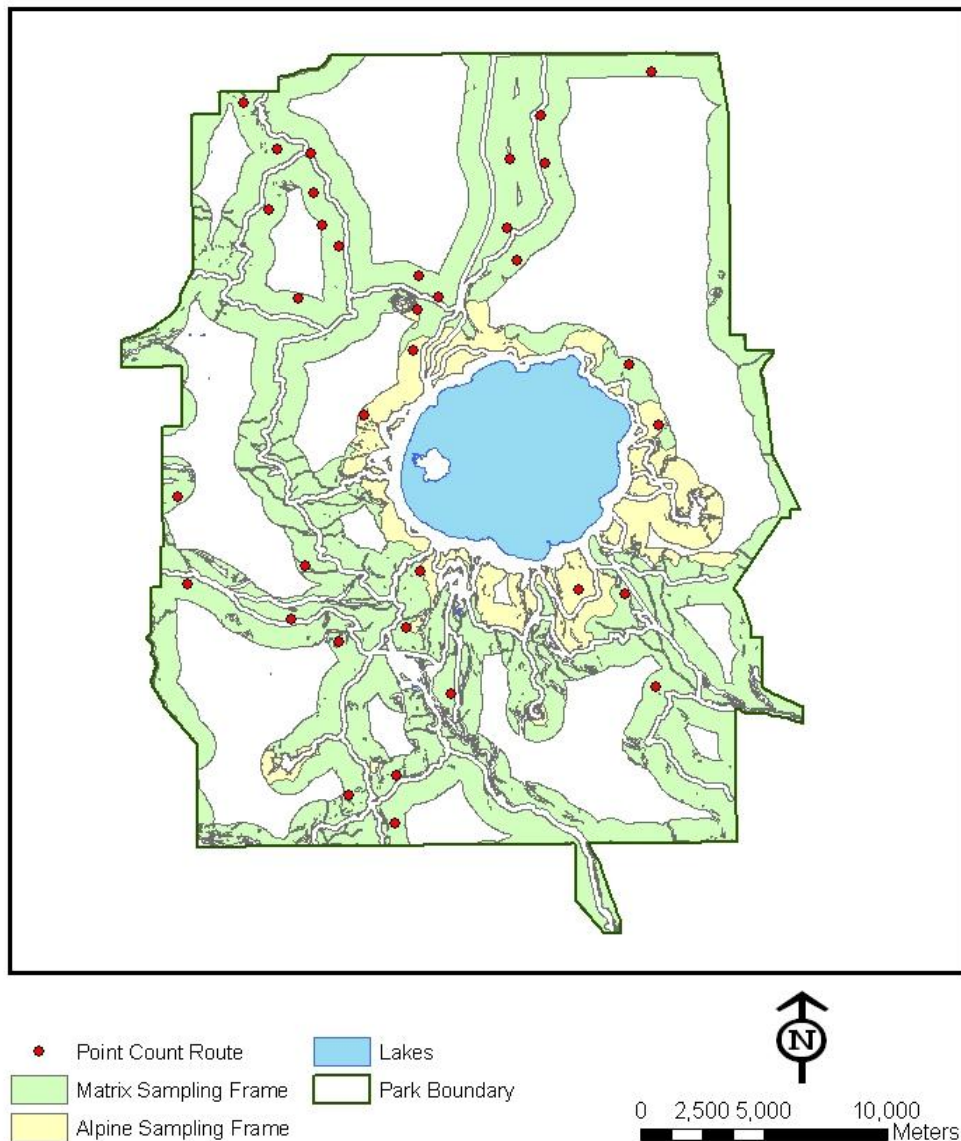 N
Point Count Route
Lakes
Matrix Sampling Frame
Park Boundary
Alpine Sampling Frame
0 2,500 5,000 10,000
Meters